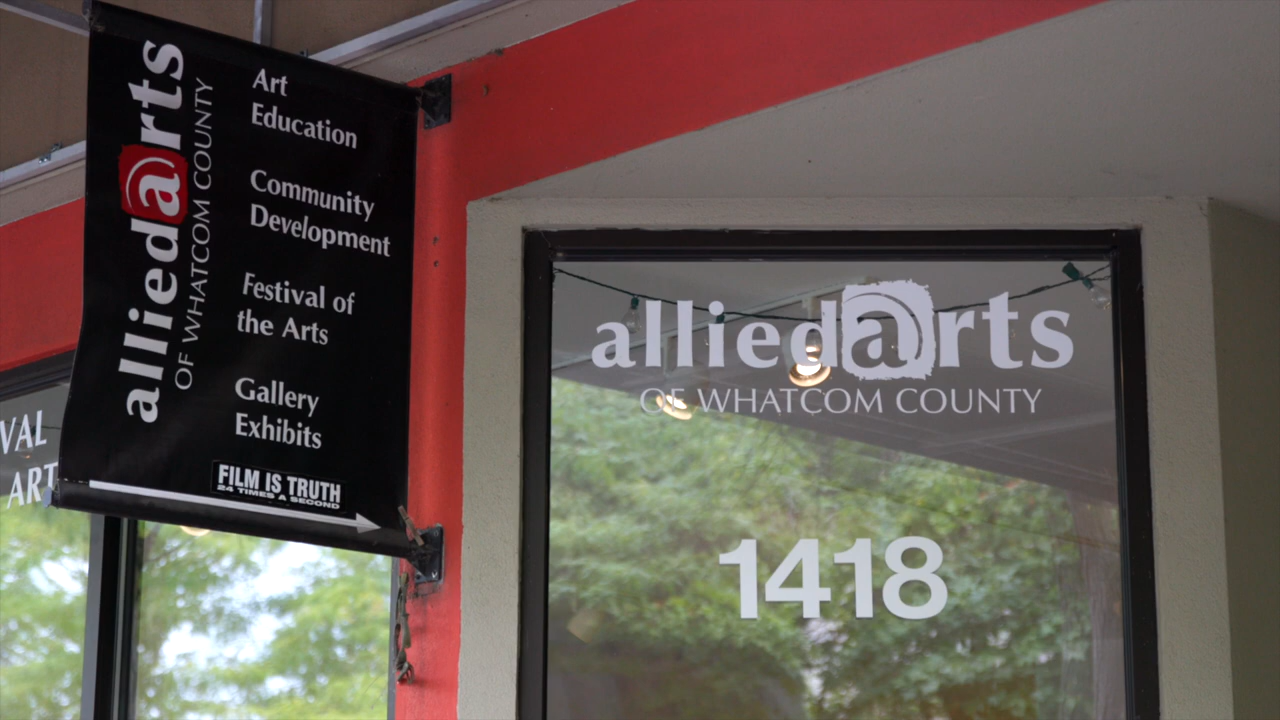 alliedarts
OF WHATCOM COUNTY
Art
Education
Community
Development
Festival of
the Arts
Gallery
Exhibits
FILM IS TRUTH
24 TIMES A SECOND
VAL
ART
alliedarts
OF WHATCOM COUNTY
1418